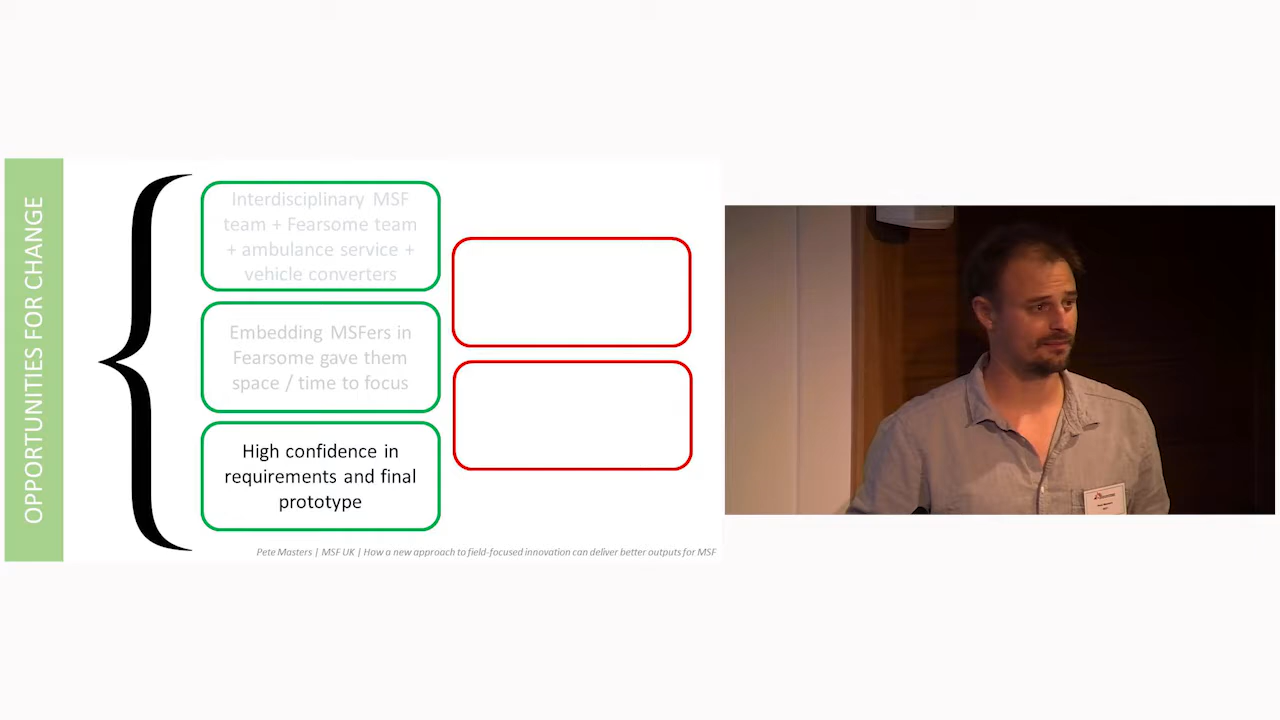 OPPORTUNITIES FOR CHANGE
Interdisciplinary MSF
team + Fearsome team
+ ambulance service +
vehicle converters
Embedding MSFers in
Fearsome gave them
space / time to focus
High confidence in
requirements and final
prototype
Pete Masters | MSF UK | How a new approach to field-focused innovation can deliver better outputs for MSF